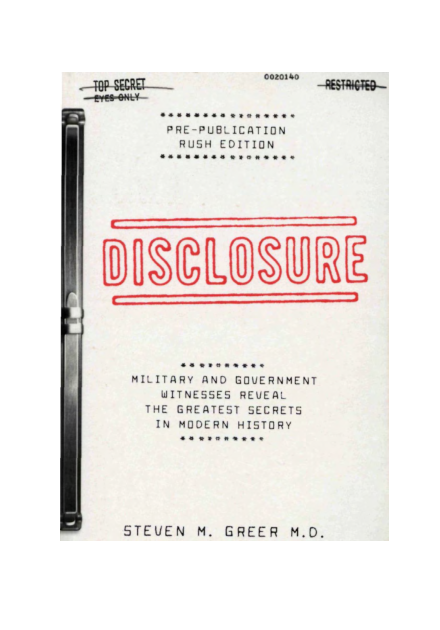 0020140
TOP SECRET
EYES ONLY
RESTRICTED
PRE-PUBLICATION
RUSH EDITION
DISCLOSURE
MILITARY AND GOVERNMENT
WITNESSES REVEAL
THE GREATEST SECRETS
IN MODERN HISTORY
STEVEN M. GREER M.D.